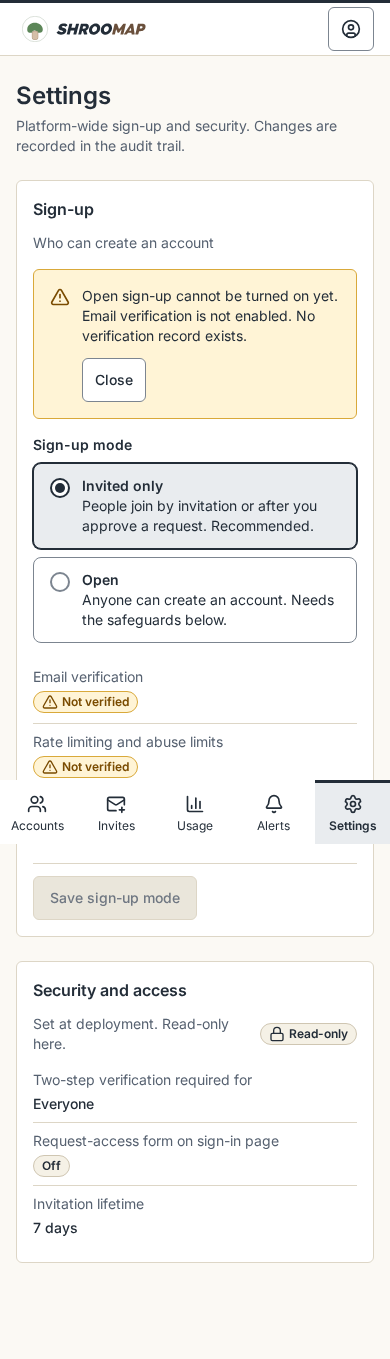 SHROOMAP
Settings
Platform-wide sign-up and security. Changes are
recorded in the audit trail.
Sign-up
Who can create an account
Open sign-up cannot be turned on yet.
Email verification is not enabled. No
verification record exists.
Close
Sign-up mode
Invited only
People join by invitation or after you
approve a request. Recommended.
Open
Anyone can create an account. Needs
the safeguards below.
Email verification
Not verified
Rate limiting and abuse limits
Not verified
Accounts
Invites
Usage
Alerts
Settings
Save sign-up mode
Security and access
Set at deployment. Read-only
here.
Read-only
Two-step verification required for
Everyone
Request-access form on sign-in page
Off
Invitation lifetime
7 days